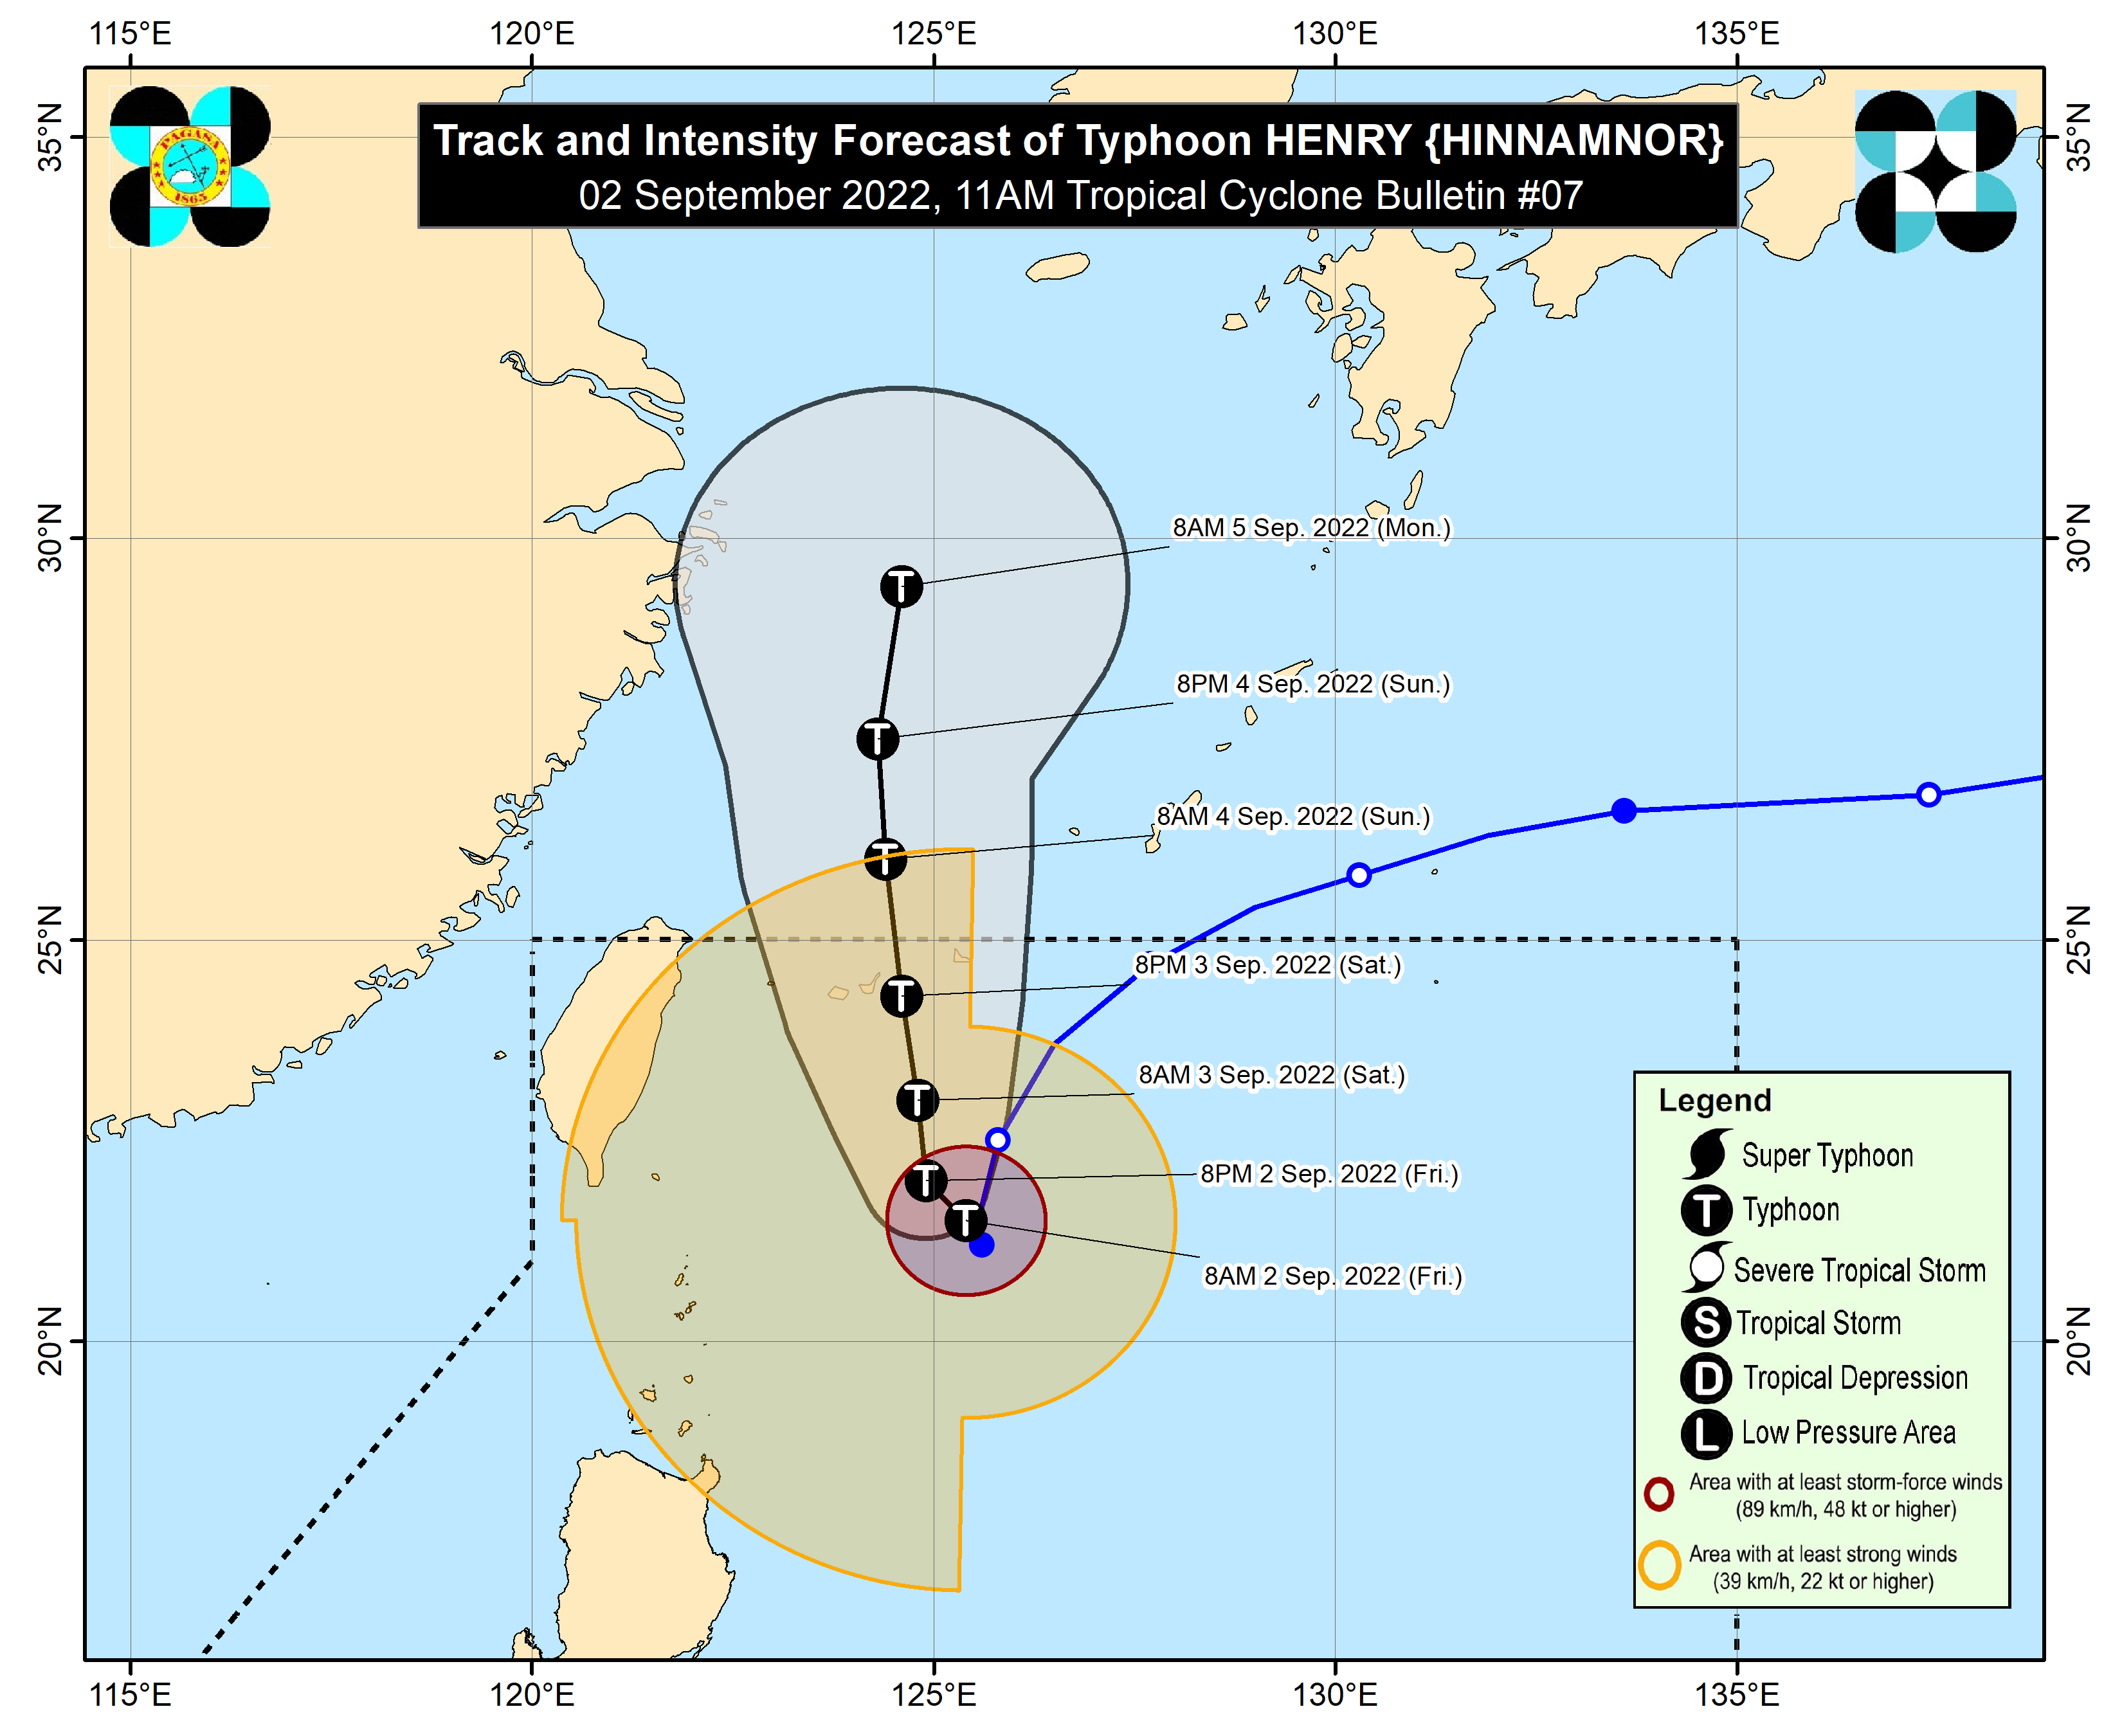 115°E 120°E 125°E 130°E 135°E
PAGASA
1865
Track and Intensity Forecast of Typhoon HENRY {HINNAMNOR}
02 September 2022, 11AM Tropical Cyclone Bulletin #07
35°N 35°N
30°N 30°N
25°N 25°N
20°N 20°N
8AM 5 Sep. 2022 (Mon.)
T
8PM 4 Sep. 2022 (Sun.)
T
8AM 4 Sep. 2022 (Sun.)
T
8PM 3 Sep. 2022 (Sat.)
T
8AM 3 Sep. 2022 (Sat.)
T
8PM 2 Sep. 2022 (Fri.)
T
T
8AM 2 Sep. 2022 (Fri.)
Legend
Super Typhoon
T Typhoon
Severe Tropical Storm
S Tropical Storm
D Tropical Depression
L Low Pressure Area
Area with at least storm-force winds
(89 km/h, 48 kt or higher)
Area with at least strong winds
(39 km/h, 22 kt or higher)
115°E 120°E 125°E 130°E 135°E